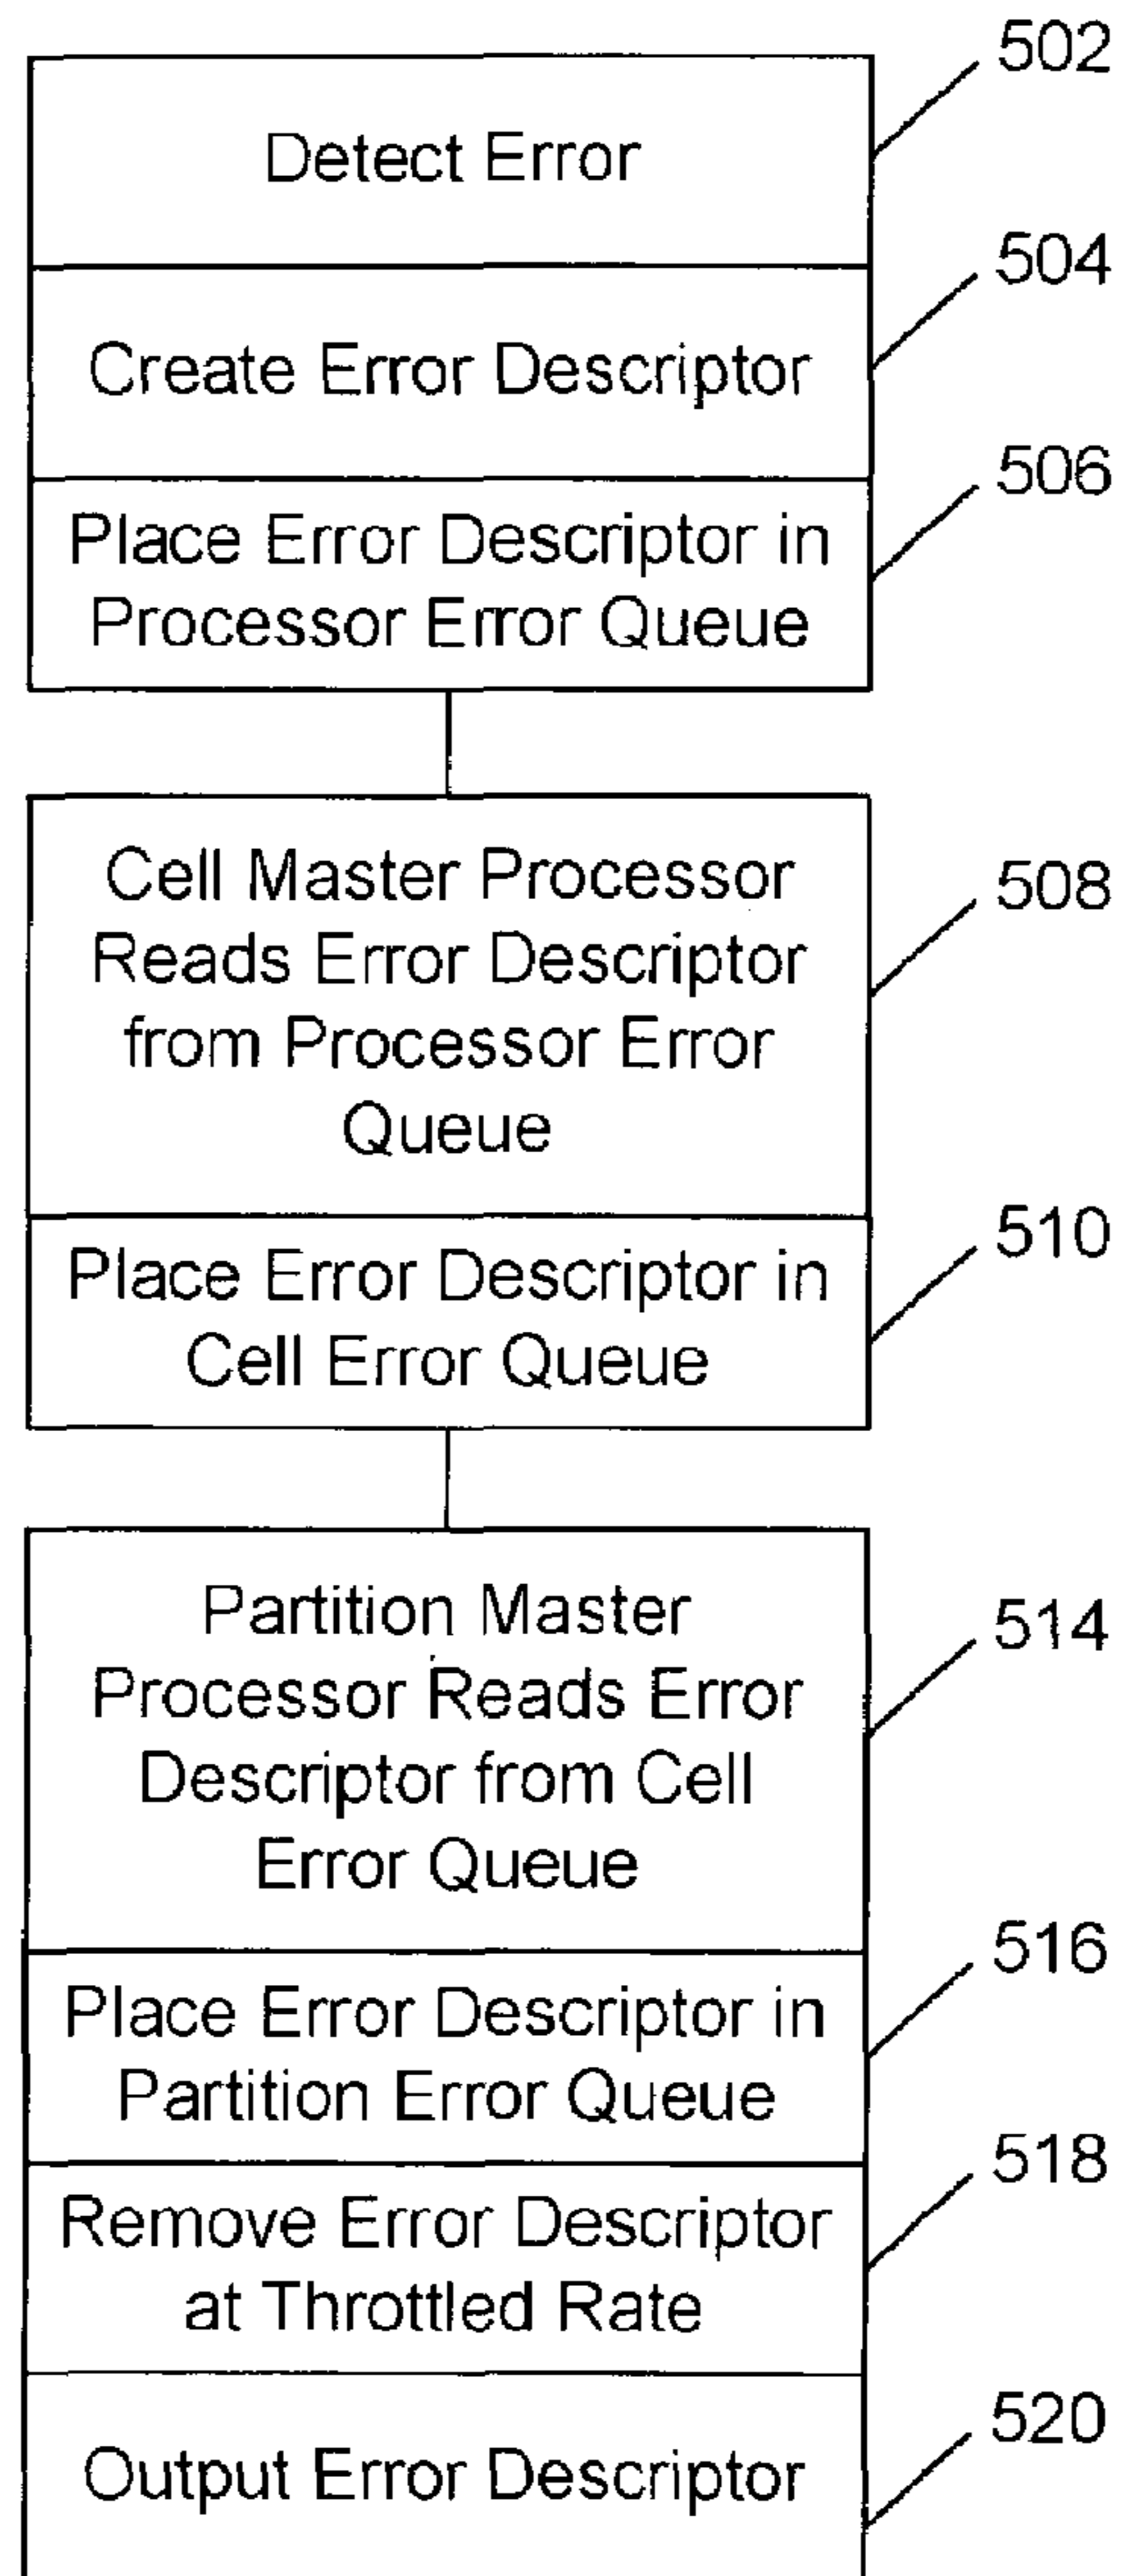 502
Detect Error
504
Create Error Descriptor
506
Place Error Descriptor in
Processor Error Queue
508
Cell Master Processor
Reads Error Descriptor
from Processor Error
Queue
510
Place Error Descriptor in
Cell Error Queue
514
Partition Master
Processor Reads Error
Descriptor from Cell
Error Queue
516
Place Error Descriptor in
Partition Error Queue
518
Remove Error Descriptor
at Throttled Rate
520
Output Error Descriptor